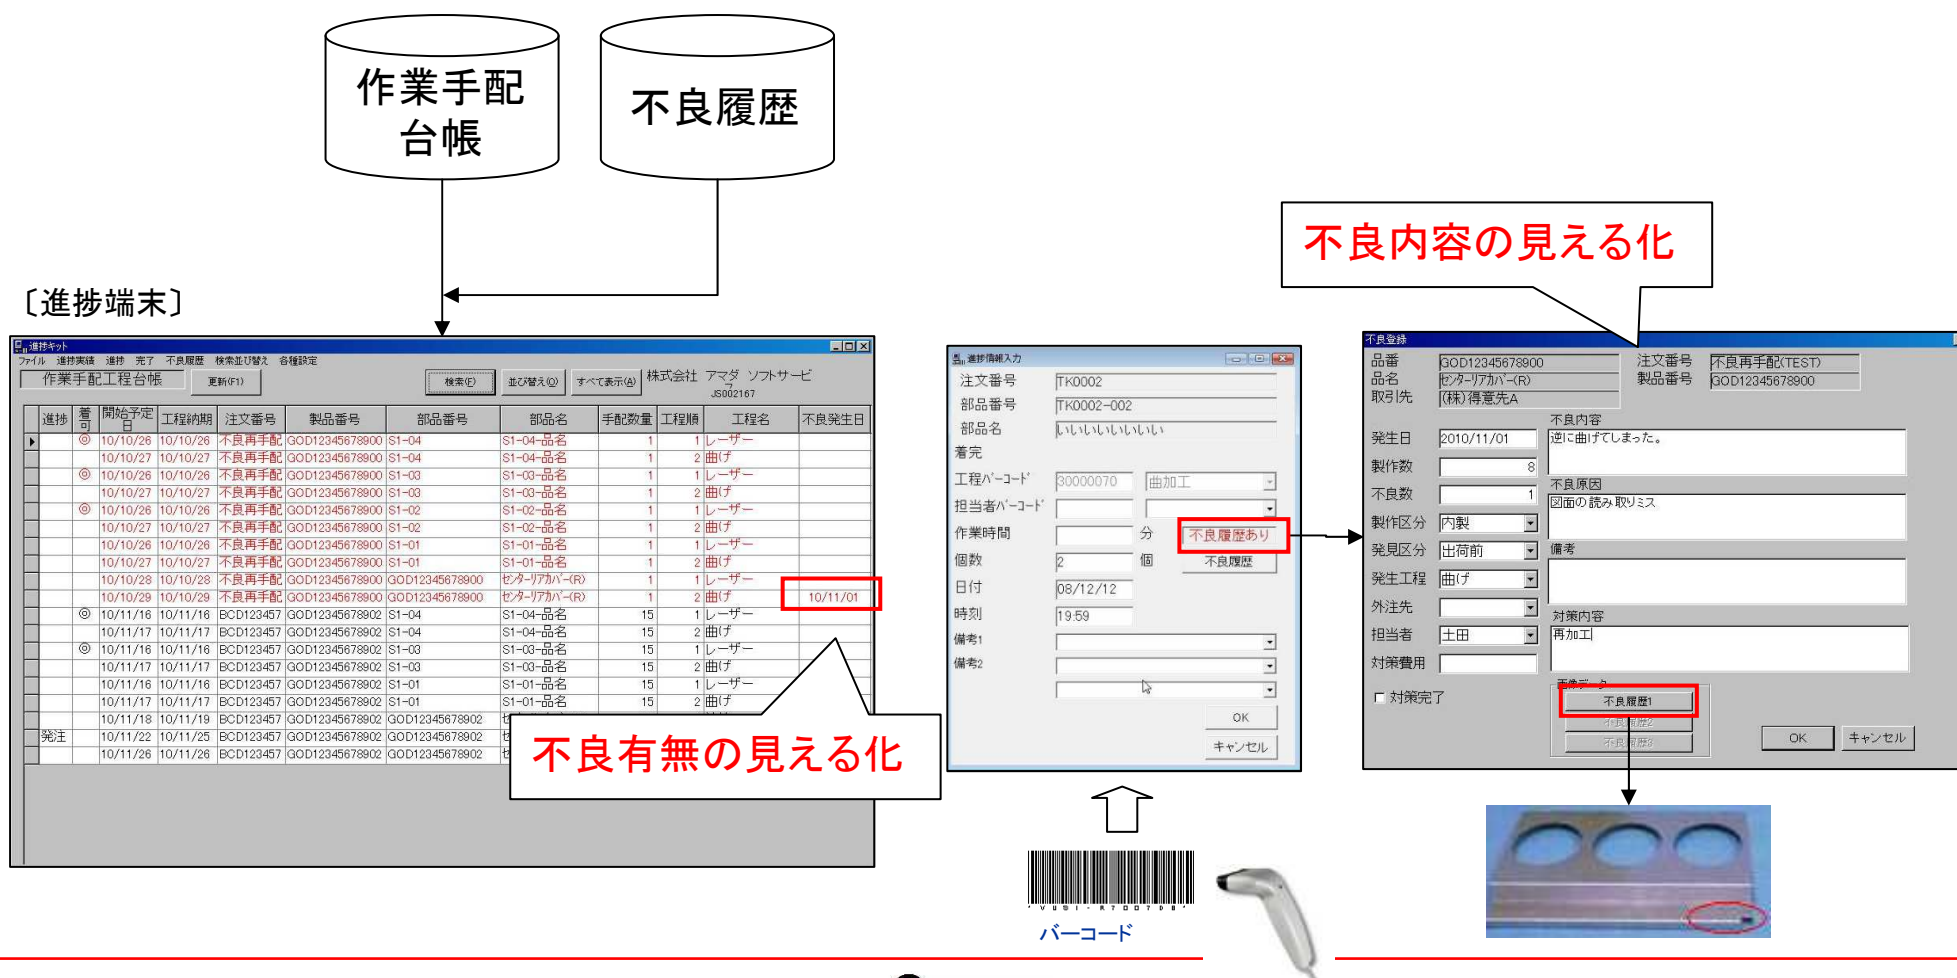 作業手配
台帳
不良履歴
不良内容の見える化
〔進捗端末〕
進捗キット
ファイル 進捗実績 進捗 完了 不良履歴 検索並び替え 各種設定
作業手配工程台帳 更新(F1) 検索(F) 並び替え(O) すべて表示(A) 株式会社 アマダ ソフトサービ
フ
JS002167
進捗 着可 開始予定日 工程納期 注文番号 製品番号 部品番号 部品名 手配数量 工程順 工程名 不良発生日
◎ 10/10/26 10/10/26 不良再手配 GOD12345678900 S1-04 S1-04-品名 1 1 レーザー
10/10/27 10/10/27 不良再手配 GOD12345678900 S1-04 S1-04-品名 1 2 曲げ
◎ 10/10/26 10/10/26 不良再手配 GOD12345678900 S1-03 S1-03-品名 1 1 レーザー
10/10/27 10/10/27 不良再手配 GOD12345678900 S1-03 S1-03-品名 1 2 曲げ
◎ 10/10/26 10/10/26 不良再手配 GOD12345678900 S1-02 S1-02-品名 1 1 レーザー
10/10/27 10/10/27 不良再手配 GOD12345678900 S1-02 S1-02-品名 1 2 曲げ
10/10/26 10/10/26 不良再手配 GOD12345678900 S1-01 S1-01-品名 1 1 レーザー
10/10/27 10/10/27 不良再手配 GOD12345678900 S1-01 S1-01-品名 1 2 曲げ
10/10/28 10/10/28 不良再手配 GOD12345678900 GOD12345678900 センターリアカバー(R) 1 1 レーザー
10/10/29 10/10/29 不良再手配 GOD12345678900 GOD12345678900 センターリアカバー(R) 1 2 曲げ 10/11/01
◎ 10/11/16 10/11/16 BCD123457 GOD12345678902 S1-04 S1-04-品名 15 1 レーザー
10/11/17 10/11/17 BCD123457 GOD12345678902 S1-04 S1-04-品名 15 2 曲げ
◎ 10/11/16 10/11/16 BCD123457 GOD12345678902 S1-03 S1-03-品名 15 1 レーザー
10/11/17 10/11/17 BCD123457 GOD12345678902 S1-03 S1-03-品名 15 2 曲げ
10/11/16 10/11/16 BCD123457 GOD12345678902 S1-01 S1-01-品名 15 1 レーザー
10/11/17 10/11/17 BCD123457 GOD12345678902 S1-01 S1-01-品名 15 2 曲げ
10/11/18 10/11/19 BCD123457 GOD12345678902 GOD12345678902
発注 10/11/22 10/11/25 BCD123457 GOD12345678902 GOD12345678902
10/11/26 10/11/26 BCD123457 GOD12345678902 GOD12345678902
不良有無の見える化
進捗情報入力
注文番号 TK0002
部品番号 TK0002-002
部品名 いいいいいいいい
着完
工程バーコード 30000070 曲加工
担当者バーコード
作業時間 分 不良履歴あり
個数 2 個 不良履歴
日付 08/12/12
時刻 19:59
備考1
備考2
OK
キャンセル
バーコード
不良登録
品番 GOD12345678900 注文番号 不良再手配(TEST)
品名 センターリアカバー(R) 製品番号 GOD12345678900
取引先 (株)得意先A
不良内容
発生日 2010/11/01 逆に曲げてしまった。
製作数 8
不良原因
不良数 1 図面の読み取りミス
製作区分 内製
発見区分 出荷前 備考
発生工程 曲げ
外注先
対策内容
担当者 土田 再加工
対策費用
画像データ
対策完了 不良履歴1
不良履歴2
不良履歴3 OK キャンセル